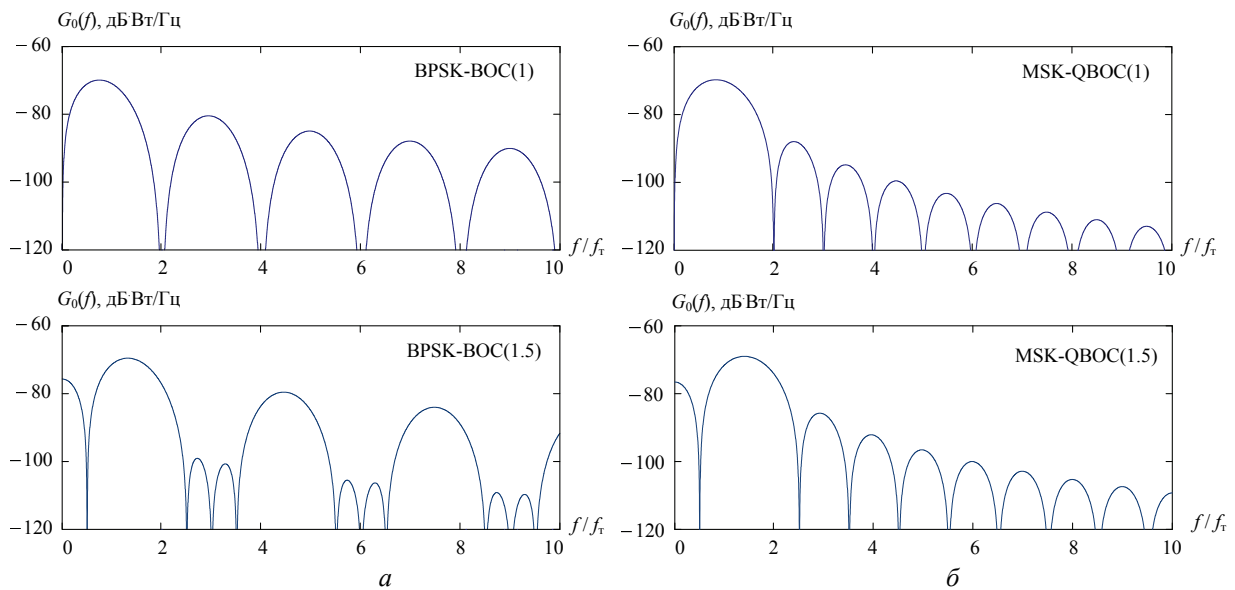 G₀(f), дБ·Вт/Гц
−60
−80
−100
−120
BPSK-BOC(1)
0 2 4 6 8 10
f / fт
G₀(f), дБ·Вт/Гц
−60
−80
−100
−120
MSK-QBOC(1)
0 2 4 6 8 10
f / fт
G₀(f), дБ·Вт/Гц
−60
−80
−100
−120
BPSK-BOC(1.5)
0 2 4 6 8 10
f / fт
а
G₀(f), дБ·Вт/Гц
−60
−80
−100
−120
MSK-QBOC(1.5)
0 2 4 6 8 10
f / fт
б